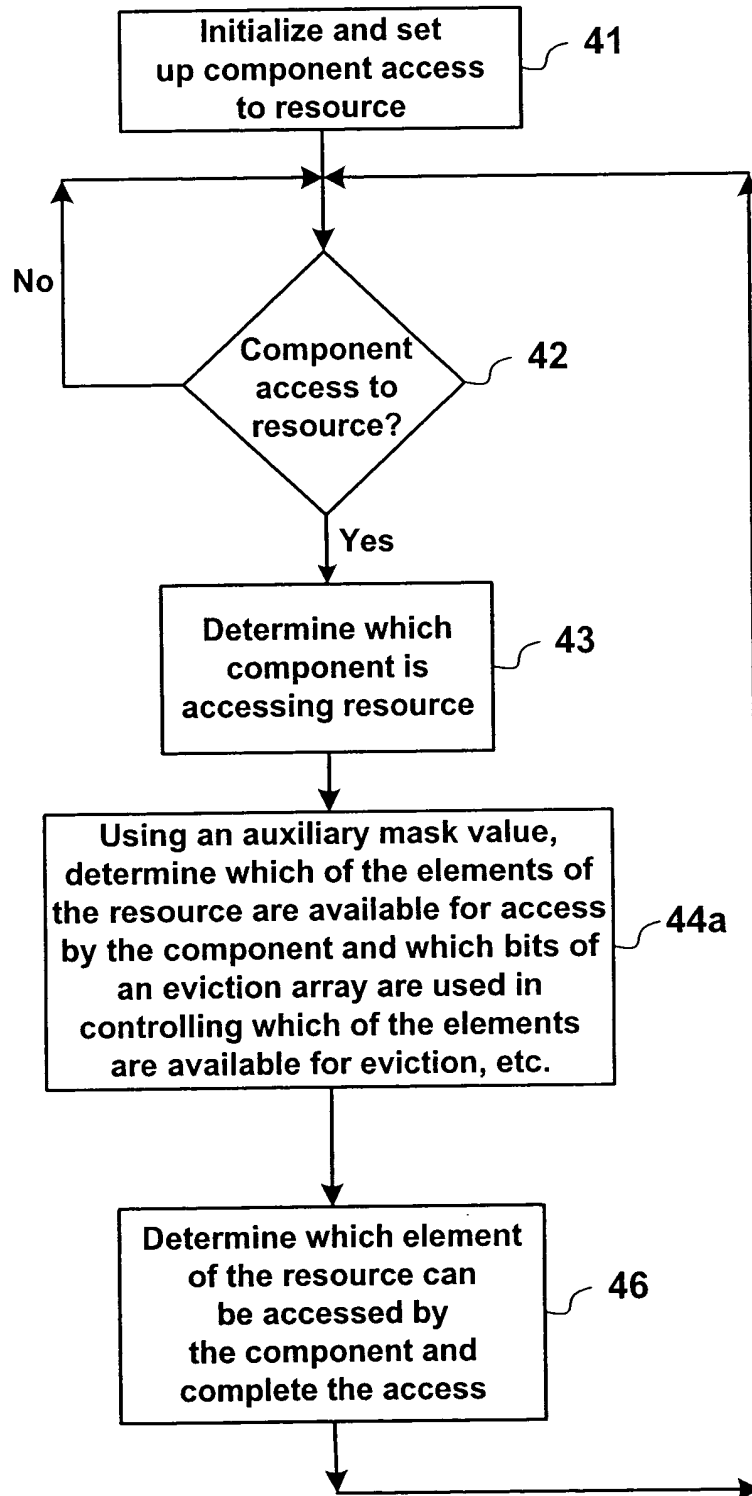 Initialize and set
up component access
to resource
41
No
Component
access to
resource?
42
Yes
Determine which
component is
accessing resource
43
Using an auxiliary mask value,
determine which of the elements of
the resource are available for access
by the component and which bits of
an eviction array are used in
controlling which of the elements
are available for eviction, etc.
44a
Determine which element
of the resource can
be accessed by
the component and
complete the access
46